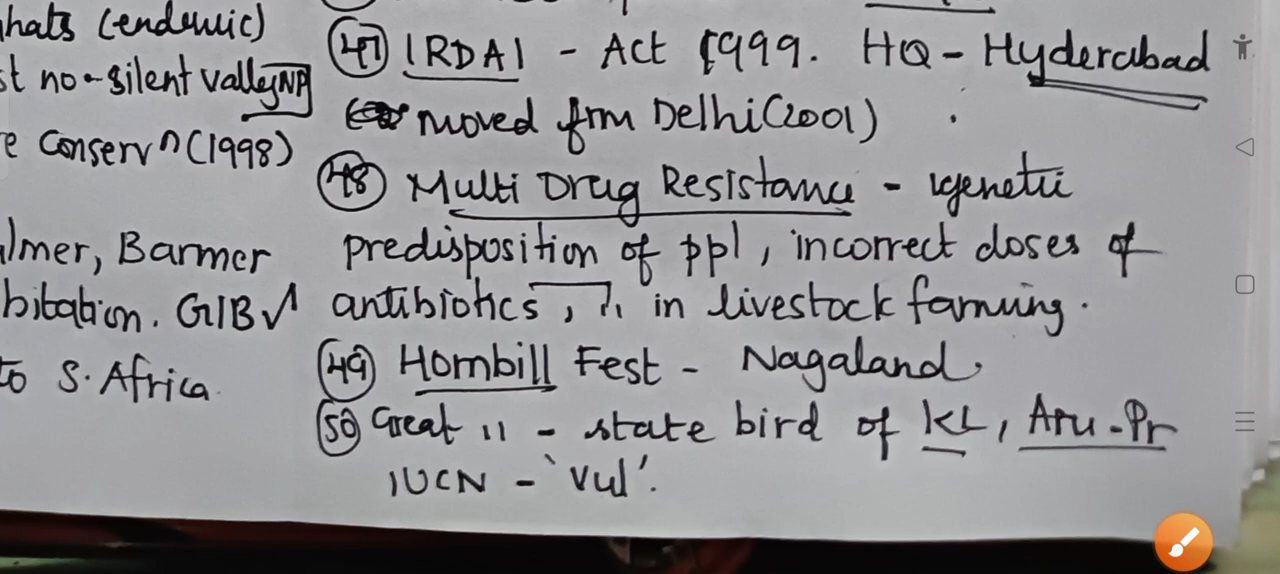 hats (endemic)
st no - silent valley NP
e Conservn (1998)
lmer, Barmer
bitation. GIB
to S. Africa.
47 IRDAI - Act 1999. HQ - Hyderabad
moved frm Delhi (2001)
48 Multi Drug Resistance - genetic
predisposition of ppl, incorrect doses of
antibiotics, in livestock farming.
49 Hornbill Fest - Nagaland.
50 Great " - state bird of KL, Aru-Pr
IUCN - 'Vul'.